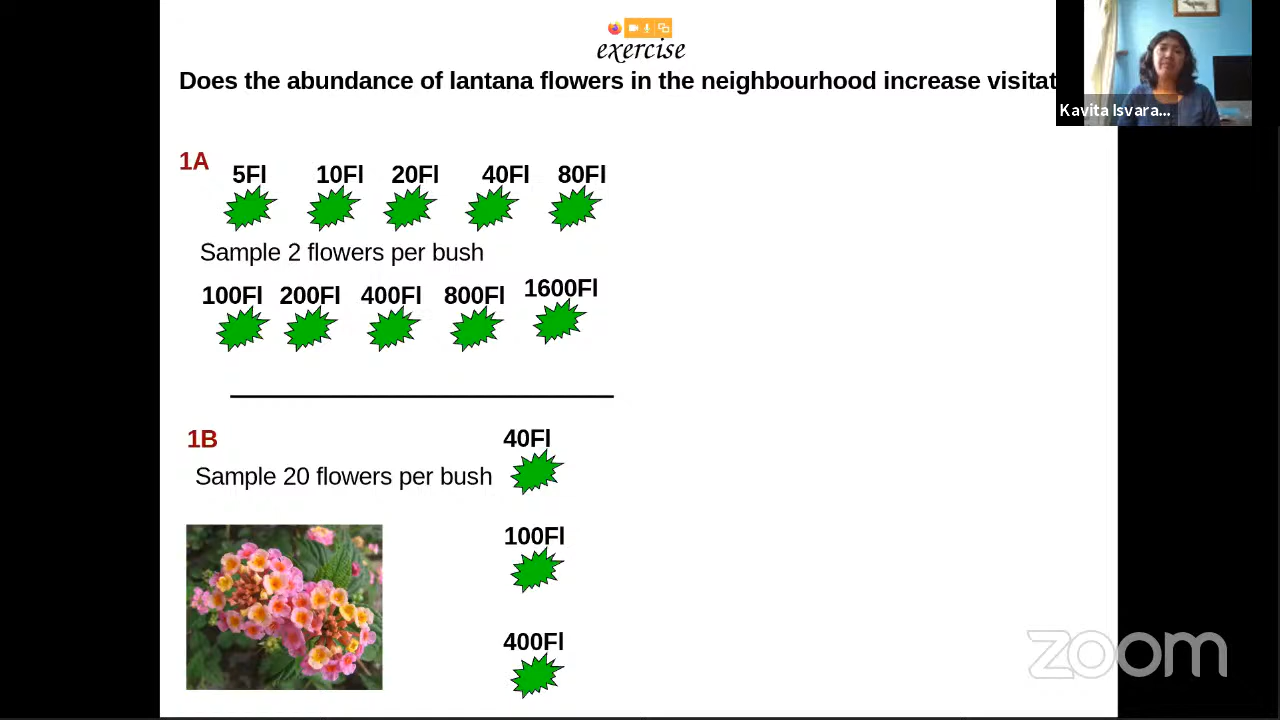 exercise
Does the abundance of lantana flowers in the neighbourhood increase visitat
Kavita Isvara...
1A
5Fl 10Fl 20Fl 40Fl 80Fl
Sample 2 flowers per bush
100Fl 200Fl 400Fl 800Fl 1600Fl
1B
40Fl
Sample 20 flowers per bush
100Fl
400Fl
zoom